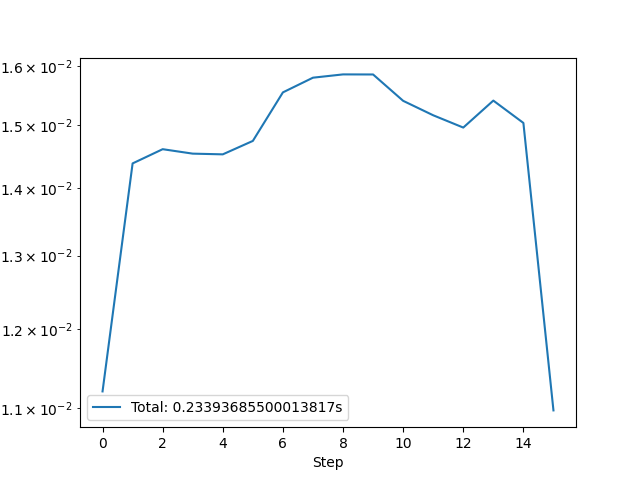 1.6 × 10⁻²
1.5 × 10⁻²
1.4 × 10⁻²
1.3 × 10⁻²
1.2 × 10⁻²
1.1 × 10⁻²
Total: 0.23393685500013817s
0 2 4 6 8 10 12 14
Step